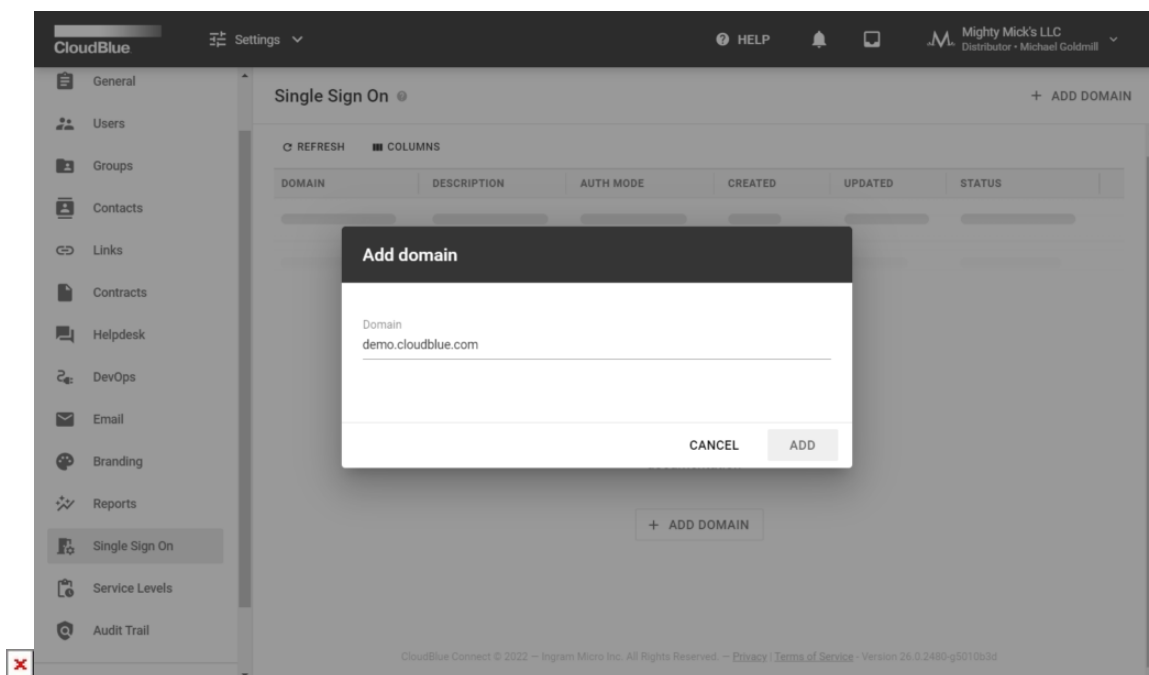 CloudBlue
Settings
HELP
Mighty Mick's LLC
Distributor • Michael Goldmill
General
Users
Groups
Contacts
Links
Contracts
Helpdesk
DevOps
Email
Branding
Reports
Single Sign On
Service Levels
Audit Trail
Single Sign On
+ ADD DOMAIN
REFRESH
COLUMNS
DOMAIN DESCRIPTION AUTH MODE CREATED UPDATED STATUS
Add domain
Domain
demo.cloudblue.com
CANCEL
ADD
+ ADD DOMAIN
CloudBlue Connect © 2022 — Ingram Micro Inc. All Rights Reserved. — Privacy | Terms of Service - Version 26.0.2480-g5010b3d